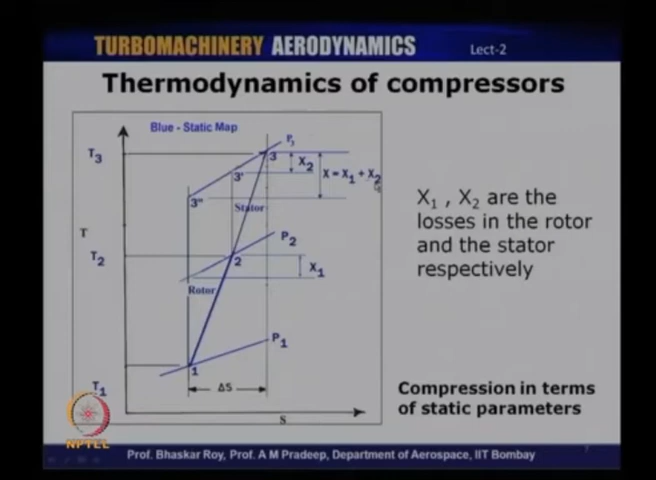 TURBOMACHINERY AERODYNAMICS Lect-2
Thermodynamics of compressors
Blue - Static Map
T₃
P₃
3
X₂
3'
X = X₁ + X₂
3"
Stator
T
P₂
T₂
2
X₁
Rotor
P₁
1
T₁
ΔS
S
X₁ , X₂ are the
losses in the rotor
and the stator
respectively
Compression in terms
of static parameters
NPTEL
Prof. Bhaskar Roy, Prof. A M Pradeep, Department of Aerospace, IIT Bombay